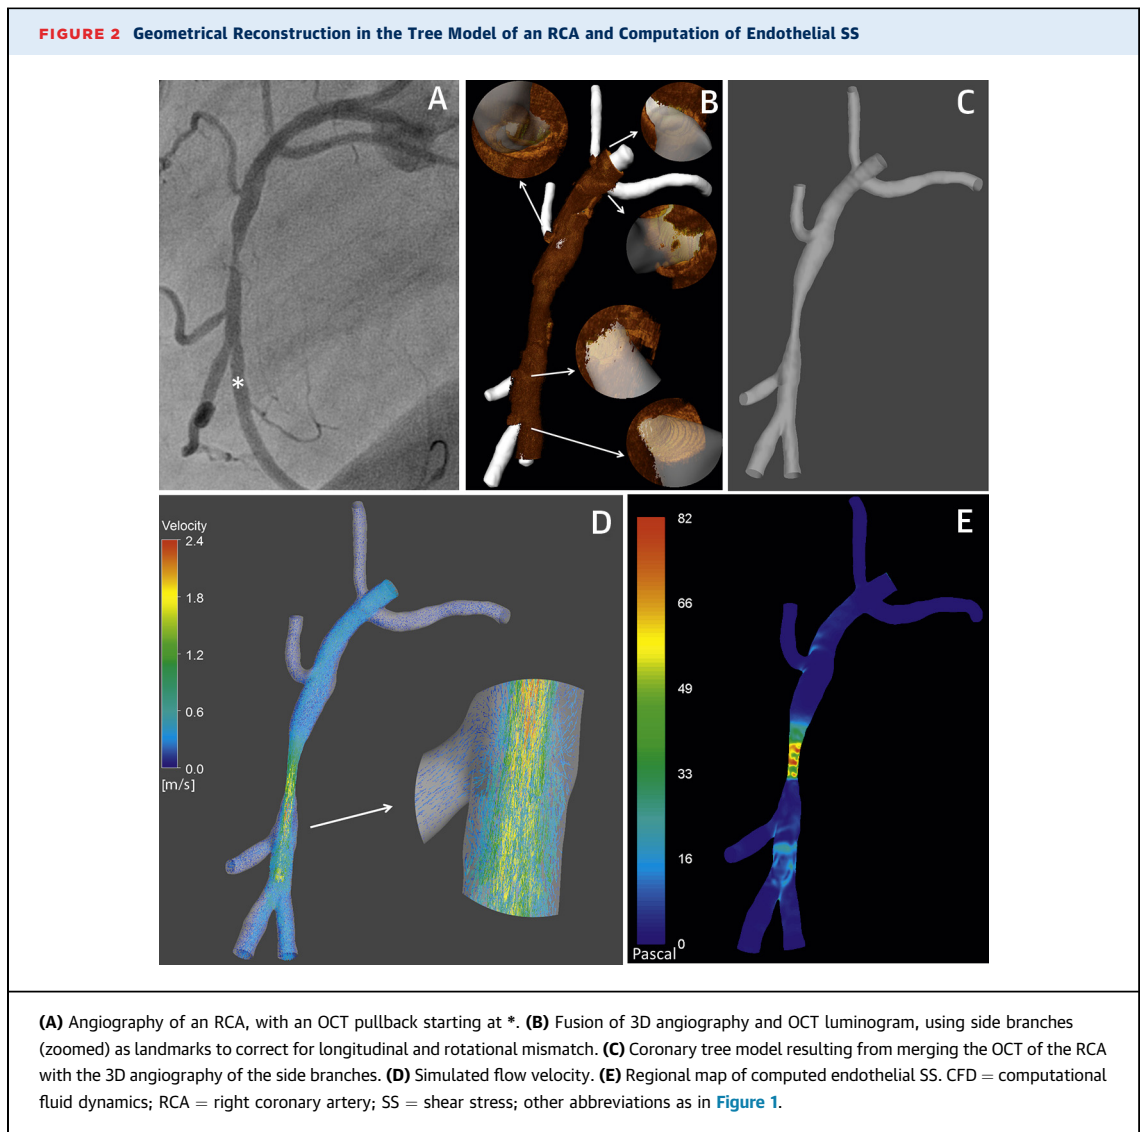 FIGURE 2 Geometrical Reconstruction in the Tree Model of an RCA and Computation of Endothelial SS
A
B
C
*
D
Velocity
2.4
1.8
1.2
0.6
0.0
[m/s]
E
82
66
49
33
16
0
Pascal
(A) Angiography of an RCA, with an OCT pullback starting at *. (B) Fusion of 3D angiography and OCT luminogram, using side branches
(zoomed) as landmarks to correct for longitudinal and rotational mismatch. (C) Coronary tree model resulting from merging the OCT of the RCA
with the 3D angiography of the side branches. (D) Simulated flow velocity. (E) Regional map of computed endothelial SS. CFD = computational
fluid dynamics; RCA = right coronary artery; SS = shear stress; other abbreviations as in Figure 1.